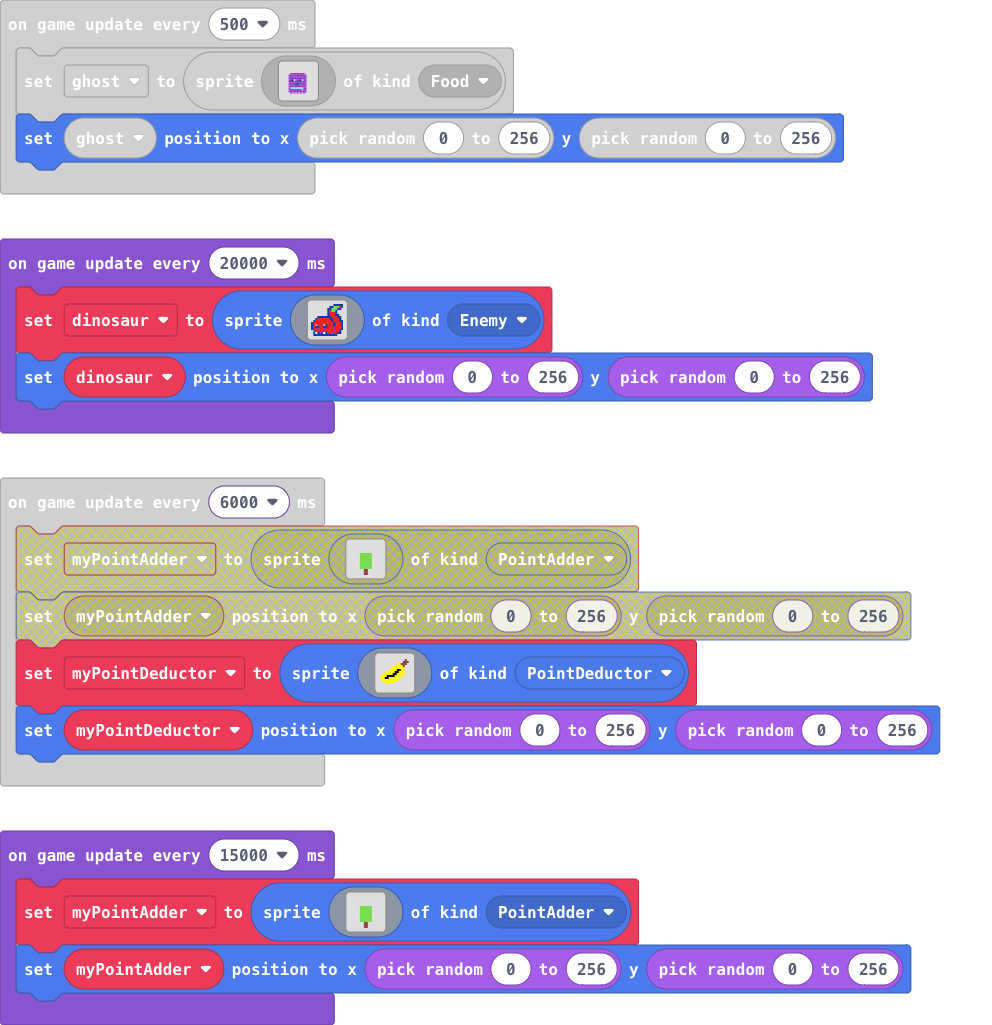 on game update every 500 ms
set ghost to sprite of kind Food
set ghost position to x pick random 0 to 256 y pick random 0 to 256
on game update every 20000 ms
set dinosaur to sprite of kind Enemy
set dinosaur position to x pick random 0 to 256 y pick random 0 to 256
on game update every 6000 ms
set myPointAdder to sprite of kind PointAdder
set myPointAdder position to x pick random 0 to 256 y pick random 0 to 256
set myPointDeductor to sprite of kind PointDeductor
set myPointDeductor position to x pick random 0 to 256 y pick random 0 to 256
on game update every 15000 ms
set myPointAdder to sprite of kind PointAdder
set myPointAdder position to x pick random 0 to 256 y pick random 0 to 256